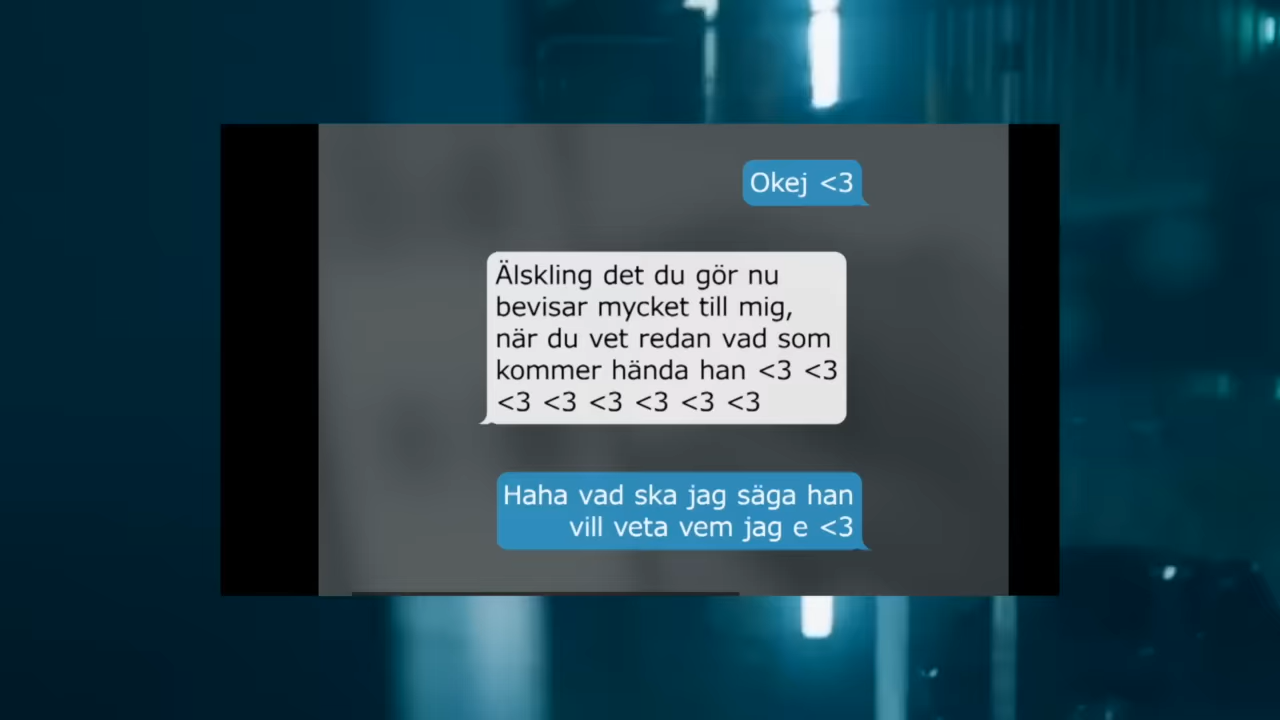 Okej <3
Älskling det du gör nu
bevisar mycket till mig,
när du vet redan vad som
kommer hända han <3 <3
<3 <3 <3 <3 <3 <3
Haha vad ska jag säga han
vill veta vem jag e <3